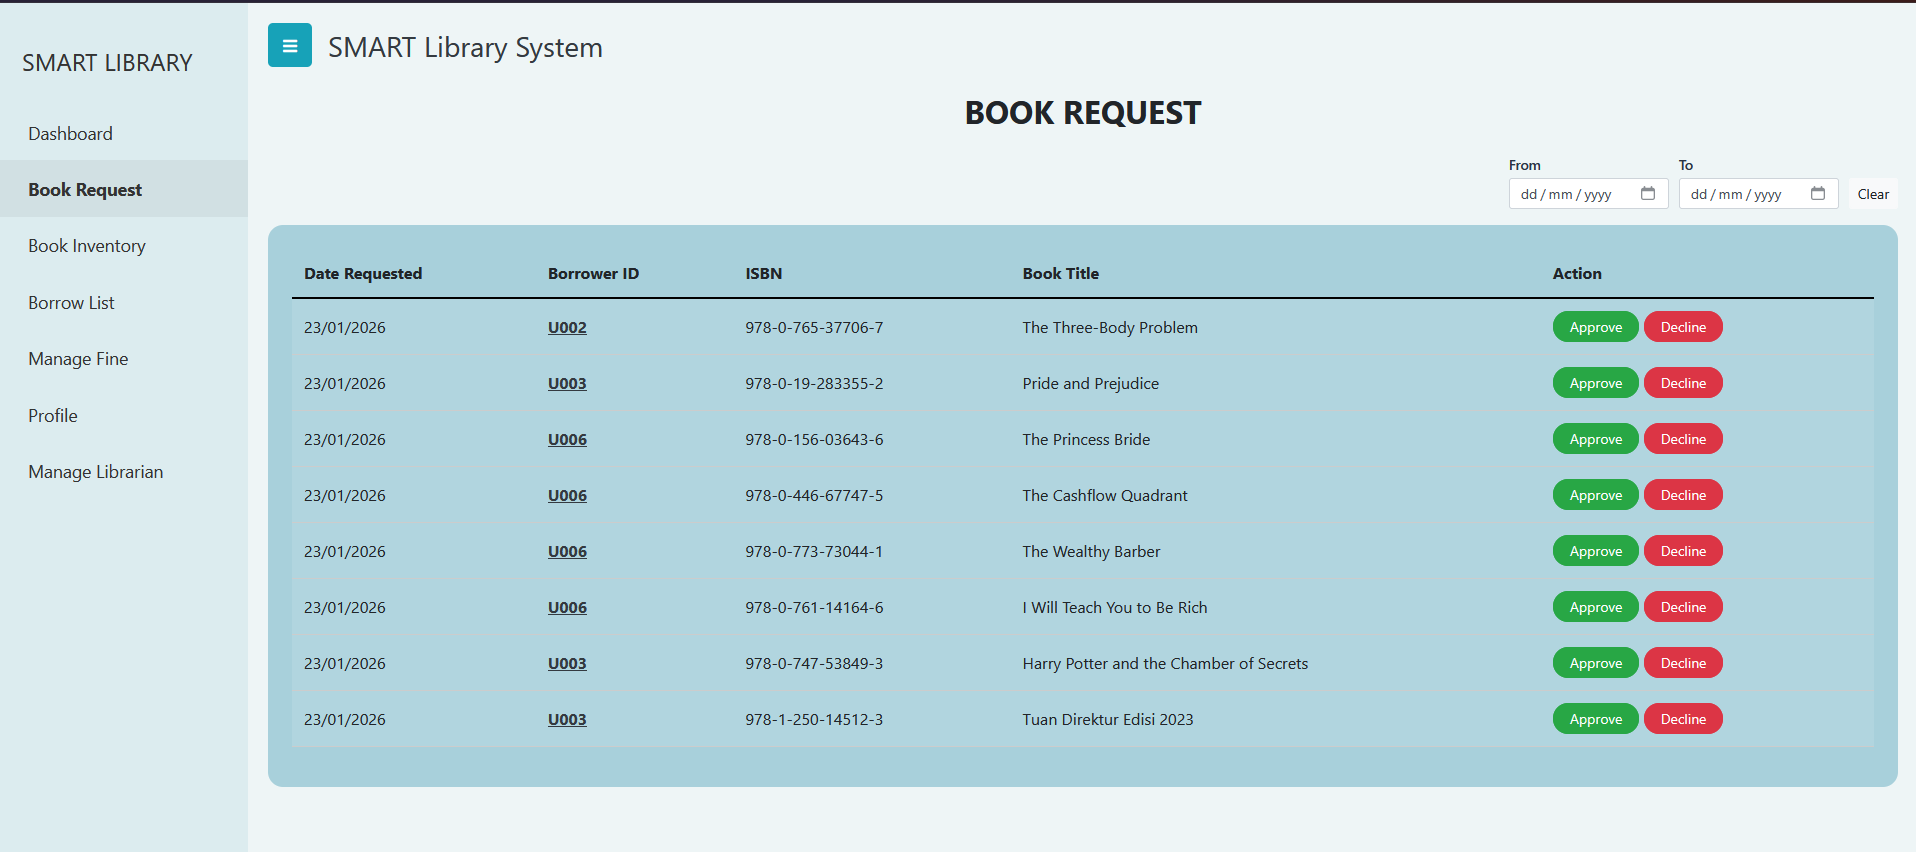 SMART LIBRARY
Dashboard
Book Request
Book Inventory
Borrow List
Manage Fine
Profile
Manage Librarian
SMART Library System
BOOK REQUEST
From To
dd / mm / yyyy dd / mm / yyyy Clear
Date Requested Borrower ID ISBN Book Title Action
23/01/2026 U002 978-0-765-37706-7 The Three-Body Problem Approve Decline
23/01/2026 U003 978-0-19-283355-2 Pride and Prejudice Approve Decline
23/01/2026 U006 978-0-156-03643-6 The Princess Bride Approve Decline
23/01/2026 U006 978-0-446-67747-5 The Cashflow Quadrant Approve Decline
23/01/2026 U006 978-0-773-73044-1 The Wealthy Barber Approve Decline
23/01/2026 U006 978-0-761-14164-6 I Will Teach You to Be Rich Approve Decline
23/01/2026 U003 978-0-747-53849-3 Harry Potter and the Chamber of Secrets Approve Decline
23/01/2026 U003 978-1-250-14512-3 Tuan Direktur Edisi 2023 Approve Decline